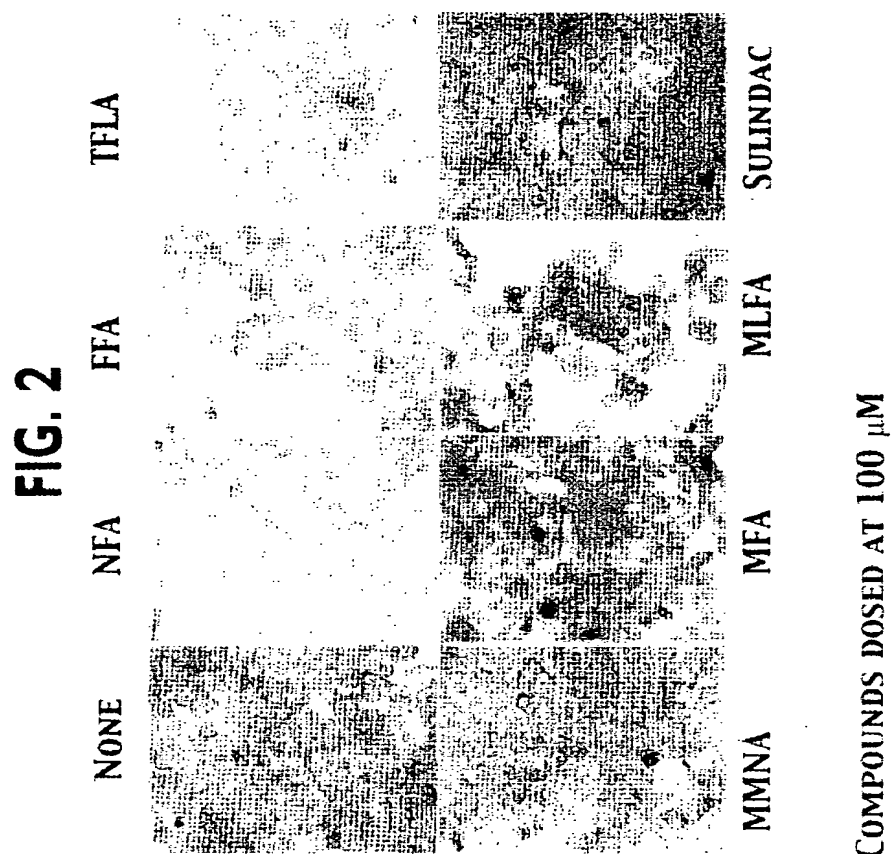 FIG. 2
NONE NFA FFA TFLA
MMNA MFA MLFA SULINDAC
COMPOUNDS DOSED AT 100 µM